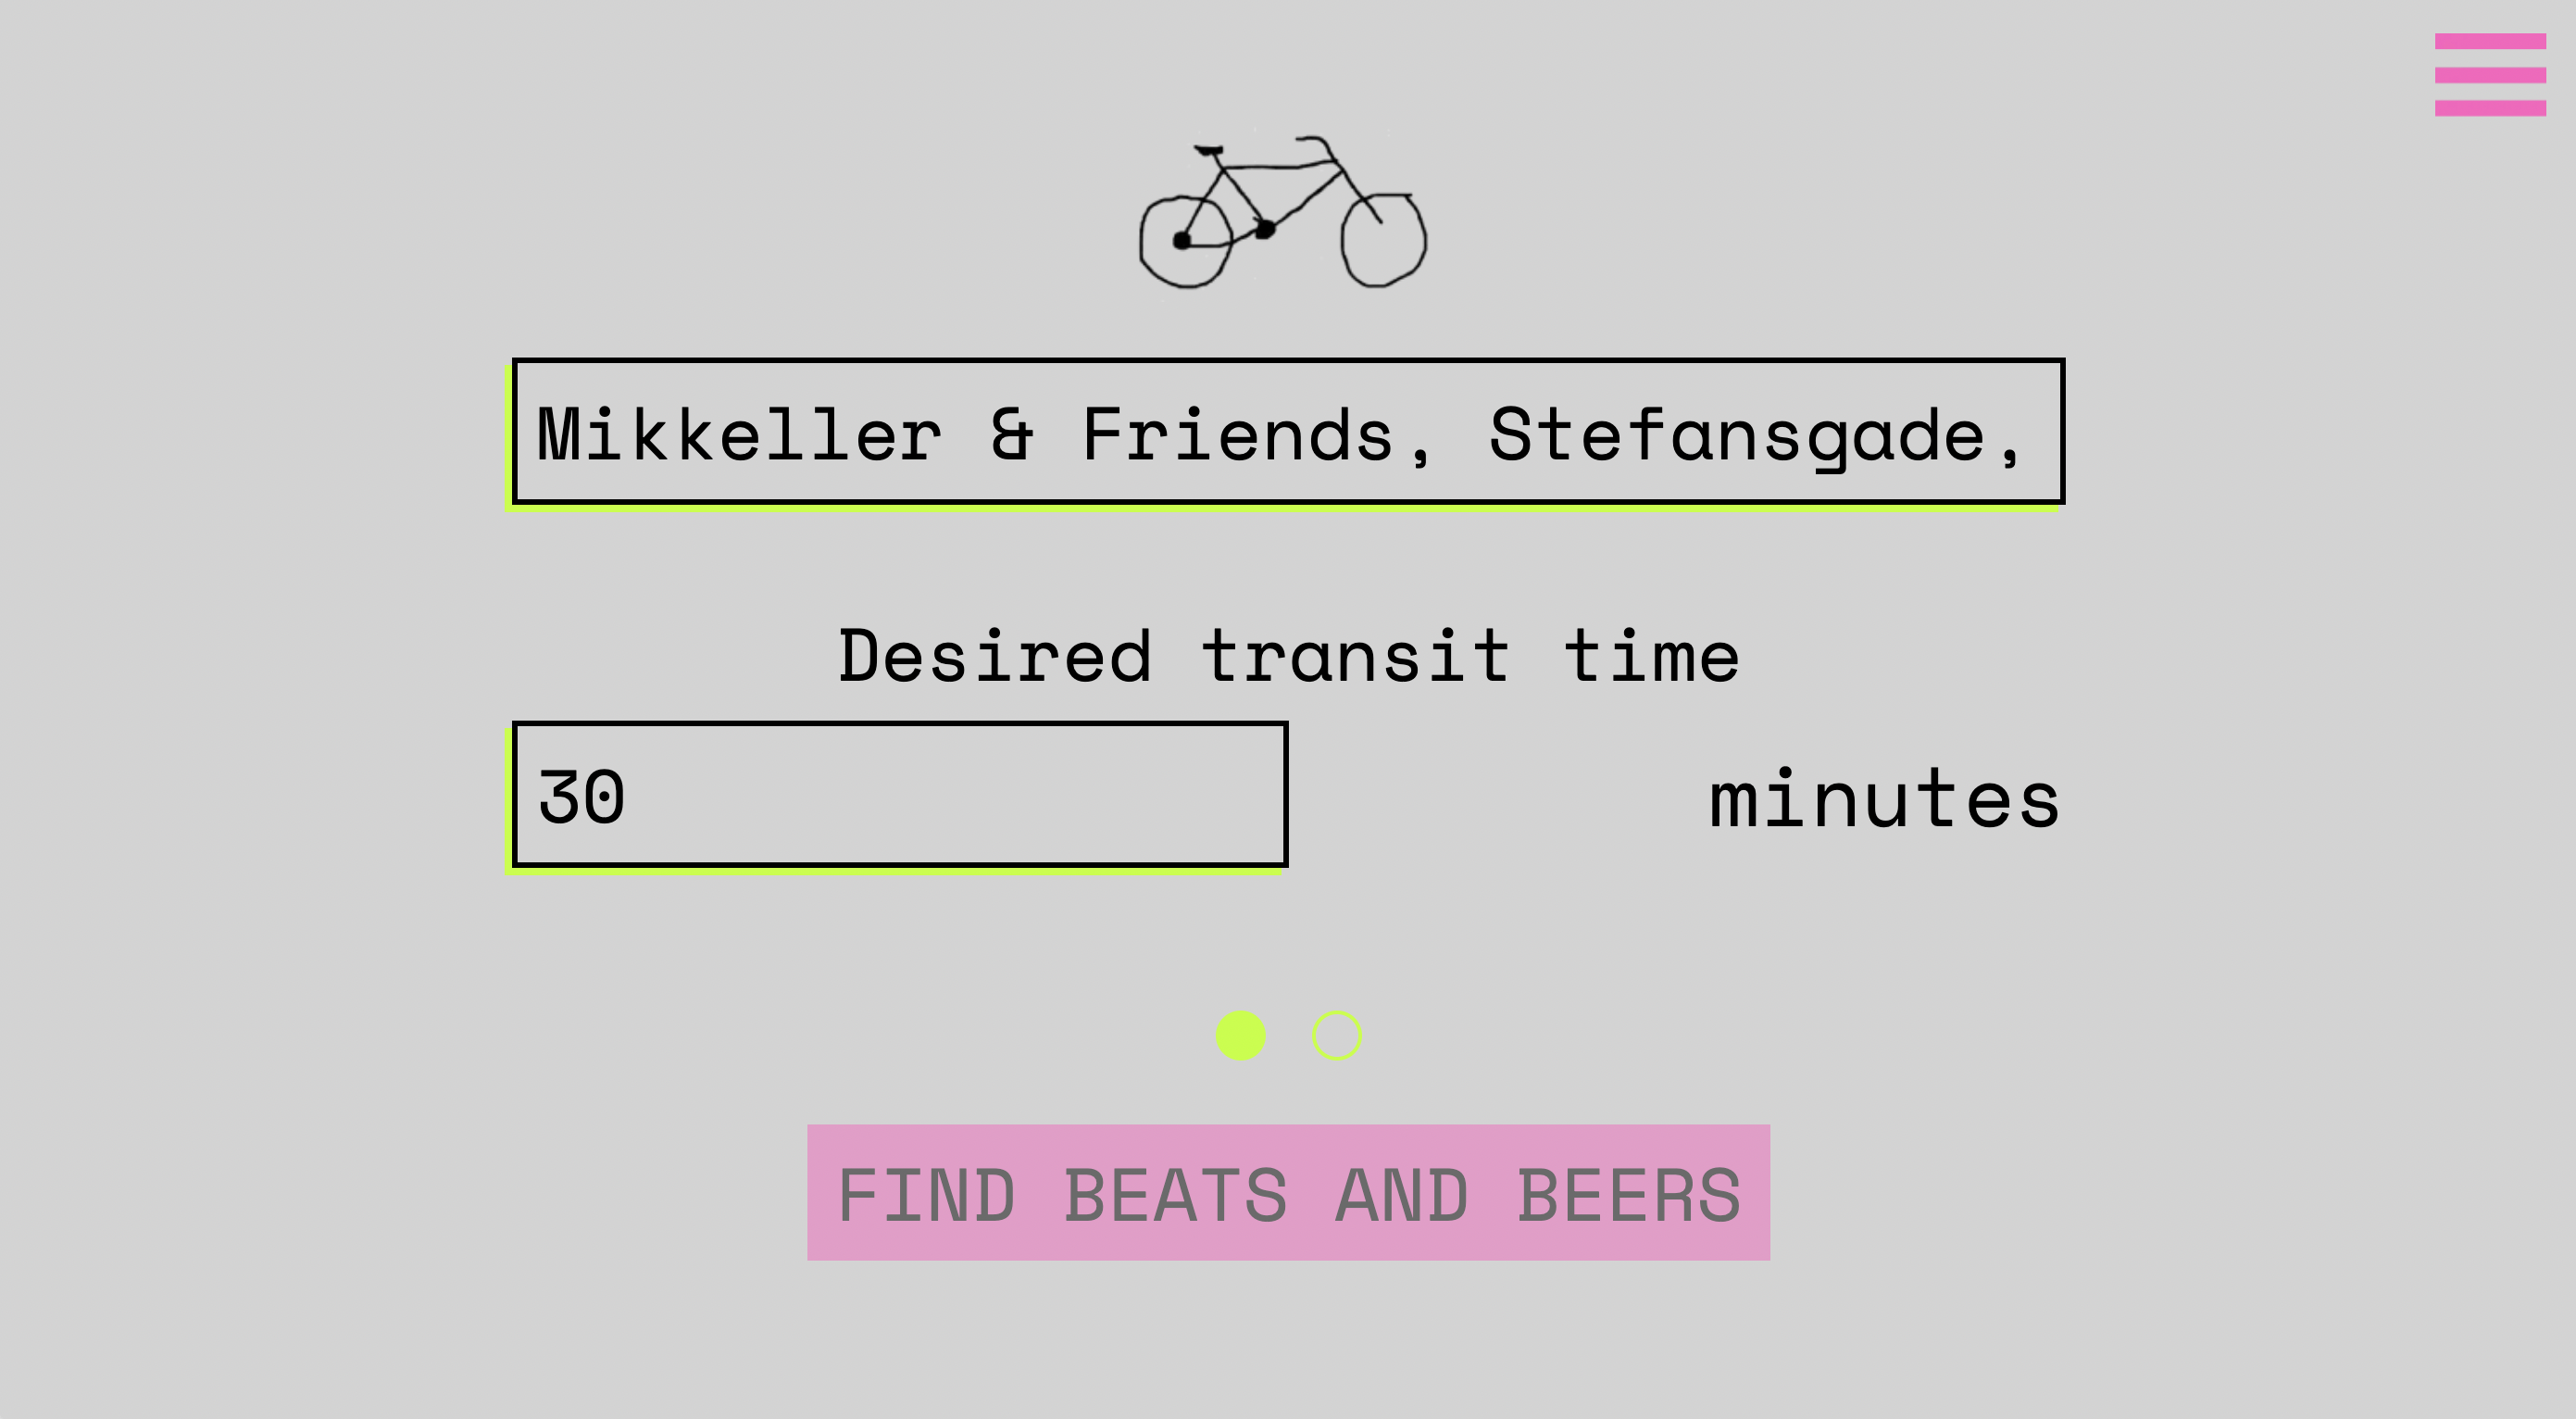 Mikkeller & Friends, Stefansgade,
Desired transit time
30
minutes
FIND BEATS AND BEERS